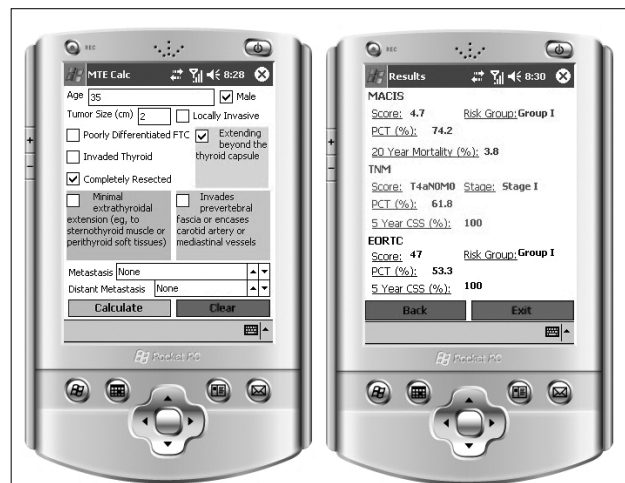 REC
MTE Calc 8:28
Age 35 Male
Tumor Size (cm) 2 Locally Invasive
Poorly Differentiated FTC
Extending beyond the thyroid capsule
Invaded Thyroid
Completely Resected
Minimal extrathyroidal extension (eg, to sternothyroid muscle or perithyroid soft tissues)
Invades prevertebral fascia or encases carotid artery or mediastinal vessels
Metastasis None
Distant Metastasis None
Calculate Clear
Pocket PC
REC
Results 8:30
MACIS
Score: 4.7 Risk Group: Group I
PCT (%): 74.2
20 Year Mortality (%): 3.8
TNM
Score: T4aN0M0 Stage: Stage I
PCT (%): 61.8
5 Year CSS (%): 100
EORTC
Score: 47 Risk Group: Group I
PCT (%): 53.3
5 Year CSS (%): 100
Back Exit
Pocket PC